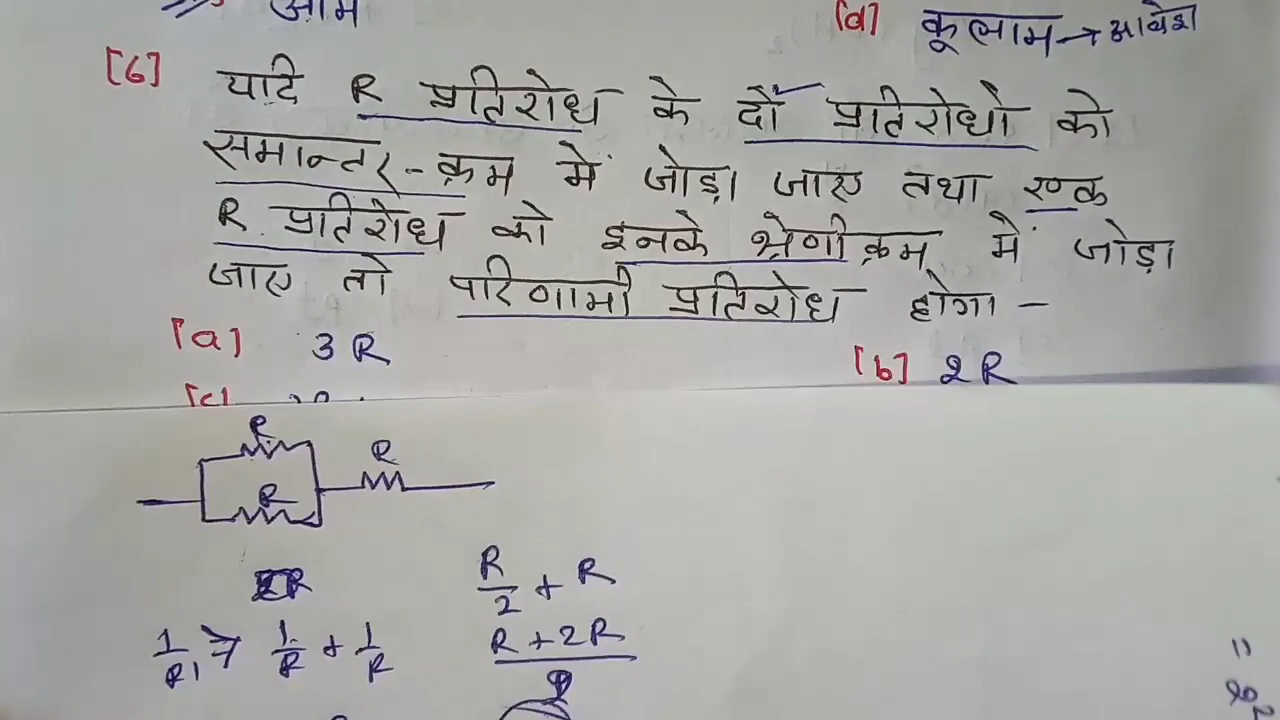 ओम
[d] कूलाम → आवेश
[6] यदि R प्रतिरोध के दो प्रतिरोधो को
समान्तर-क्रम में जोड़ा जाए तथा एक
R प्रतिरोध को इनके श्रेणीक्रम में जोड़ा
जाए तो परिणामी प्रतिरोध होगा -
[a] 3R
[b] 2R
R
R
R
R/2 + R
1/R1 = 1/R + 1/R
R + 2R